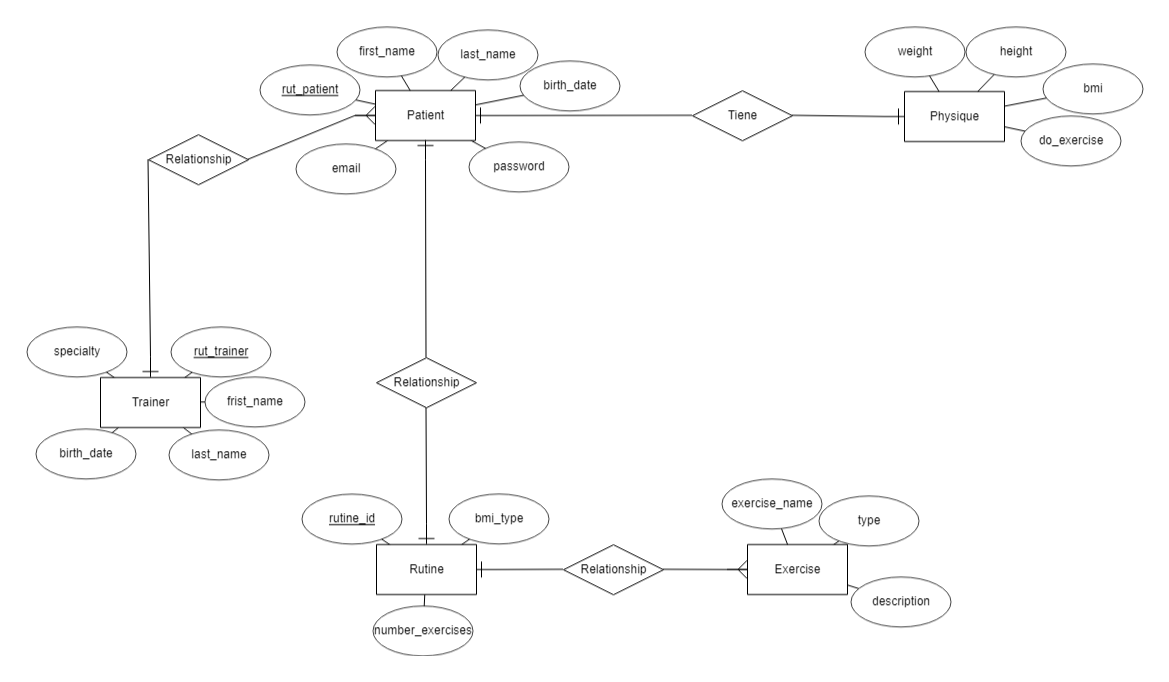 first_name
last_name
weight
height
rut_patient
birth_date
bmi
Patient
Tiene
Physique
do_exercise
Relationship
email
password
specialty
rut_trainer
Relationship
Trainer
frist_name
birth_date
last_name
exercise_name
rutine_id
bmi_type
type
Rutine
Relationship
Exercise
description
number_exercises